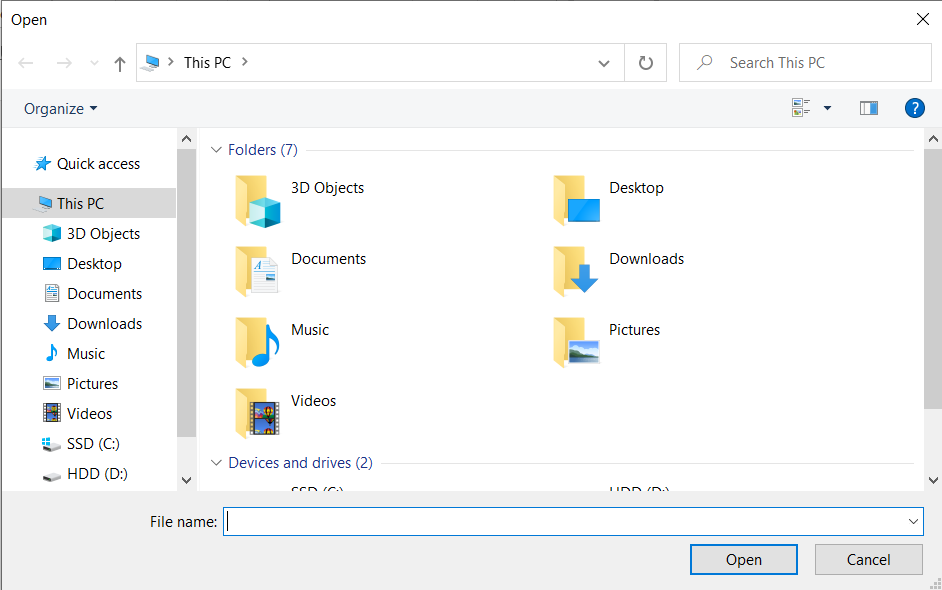 Open
This PC
Search This PC
Organize
?
Quick access
This PC
3D Objects
Desktop
Documents
Downloads
Music
Pictures
Videos
SSD (C:)
HDD (D:)
Folders (7)
3D Objects
Desktop
Documents
Downloads
Music
Pictures
Videos
Devices and drives (2)
SSD (C:)
HDD (D:)
File name:
Open
Cancel